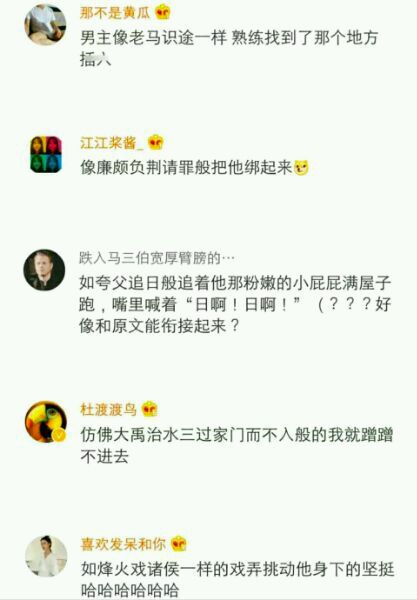 那不是黄瓜
男主像老马识途一样 熟练找到了那个地方
插入
江江桨酱_
像廉颇负荆请罪般把他绑起来
跌入马三伯宽厚臂膀的…
如夸父追日般追着他那粉嫩的小屁屁满屋子
跑，嘴里喊着“日啊！日啊！”（？？？好
像和原文能衔接起来？
杜渡渡鸟
仿佛大禹治水三过家门而不入般的我就蹭蹭
不进去
喜欢发呆和你
如烽火戏诸侯一样的戏弄挑动他身下的坚挺
哈哈哈哈哈哈